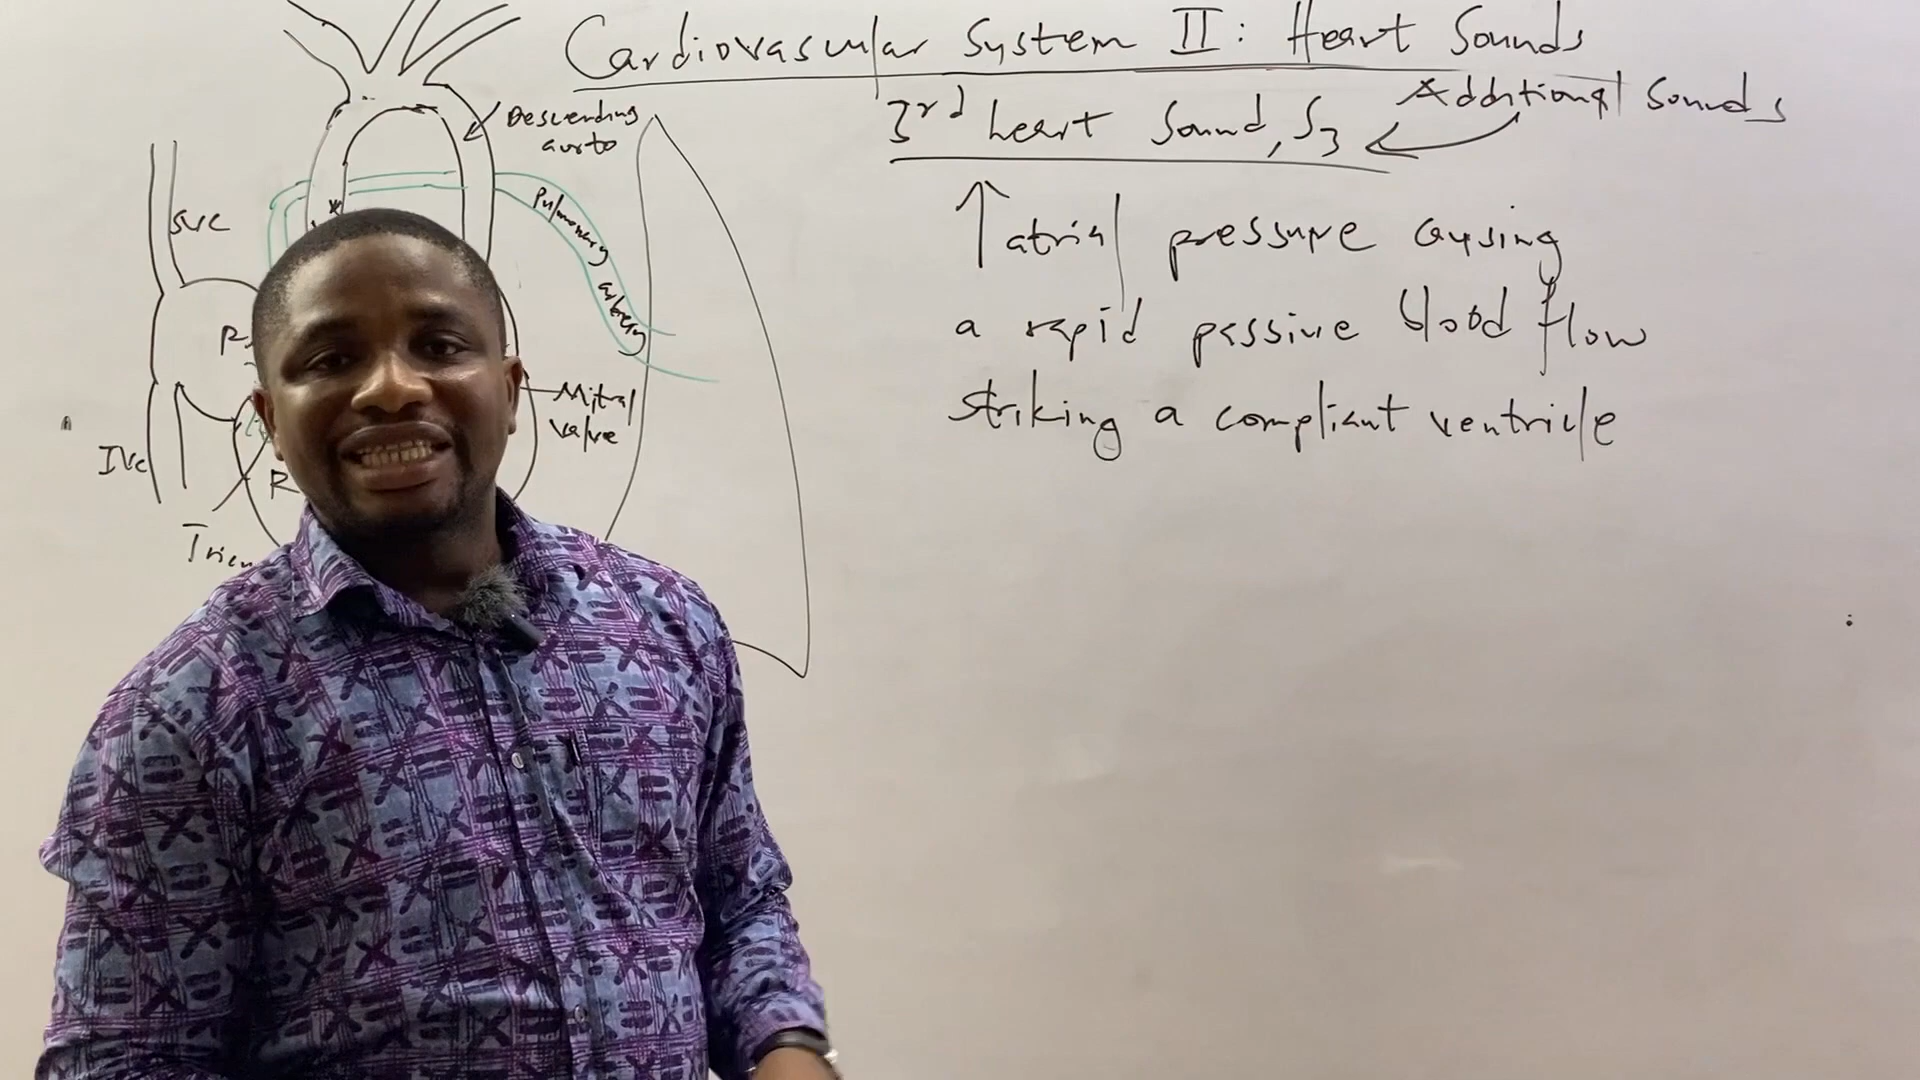 Cardiovascular System II: Heart Sounds
Additional Sounds
3rd heart Sound, S3
↑ atrial pressure causing
a rapid passive blood flow
striking a compliant ventricle
Descending
aorta
SVC
Pulmonary artery
R
Mitral
valve
IVC
R